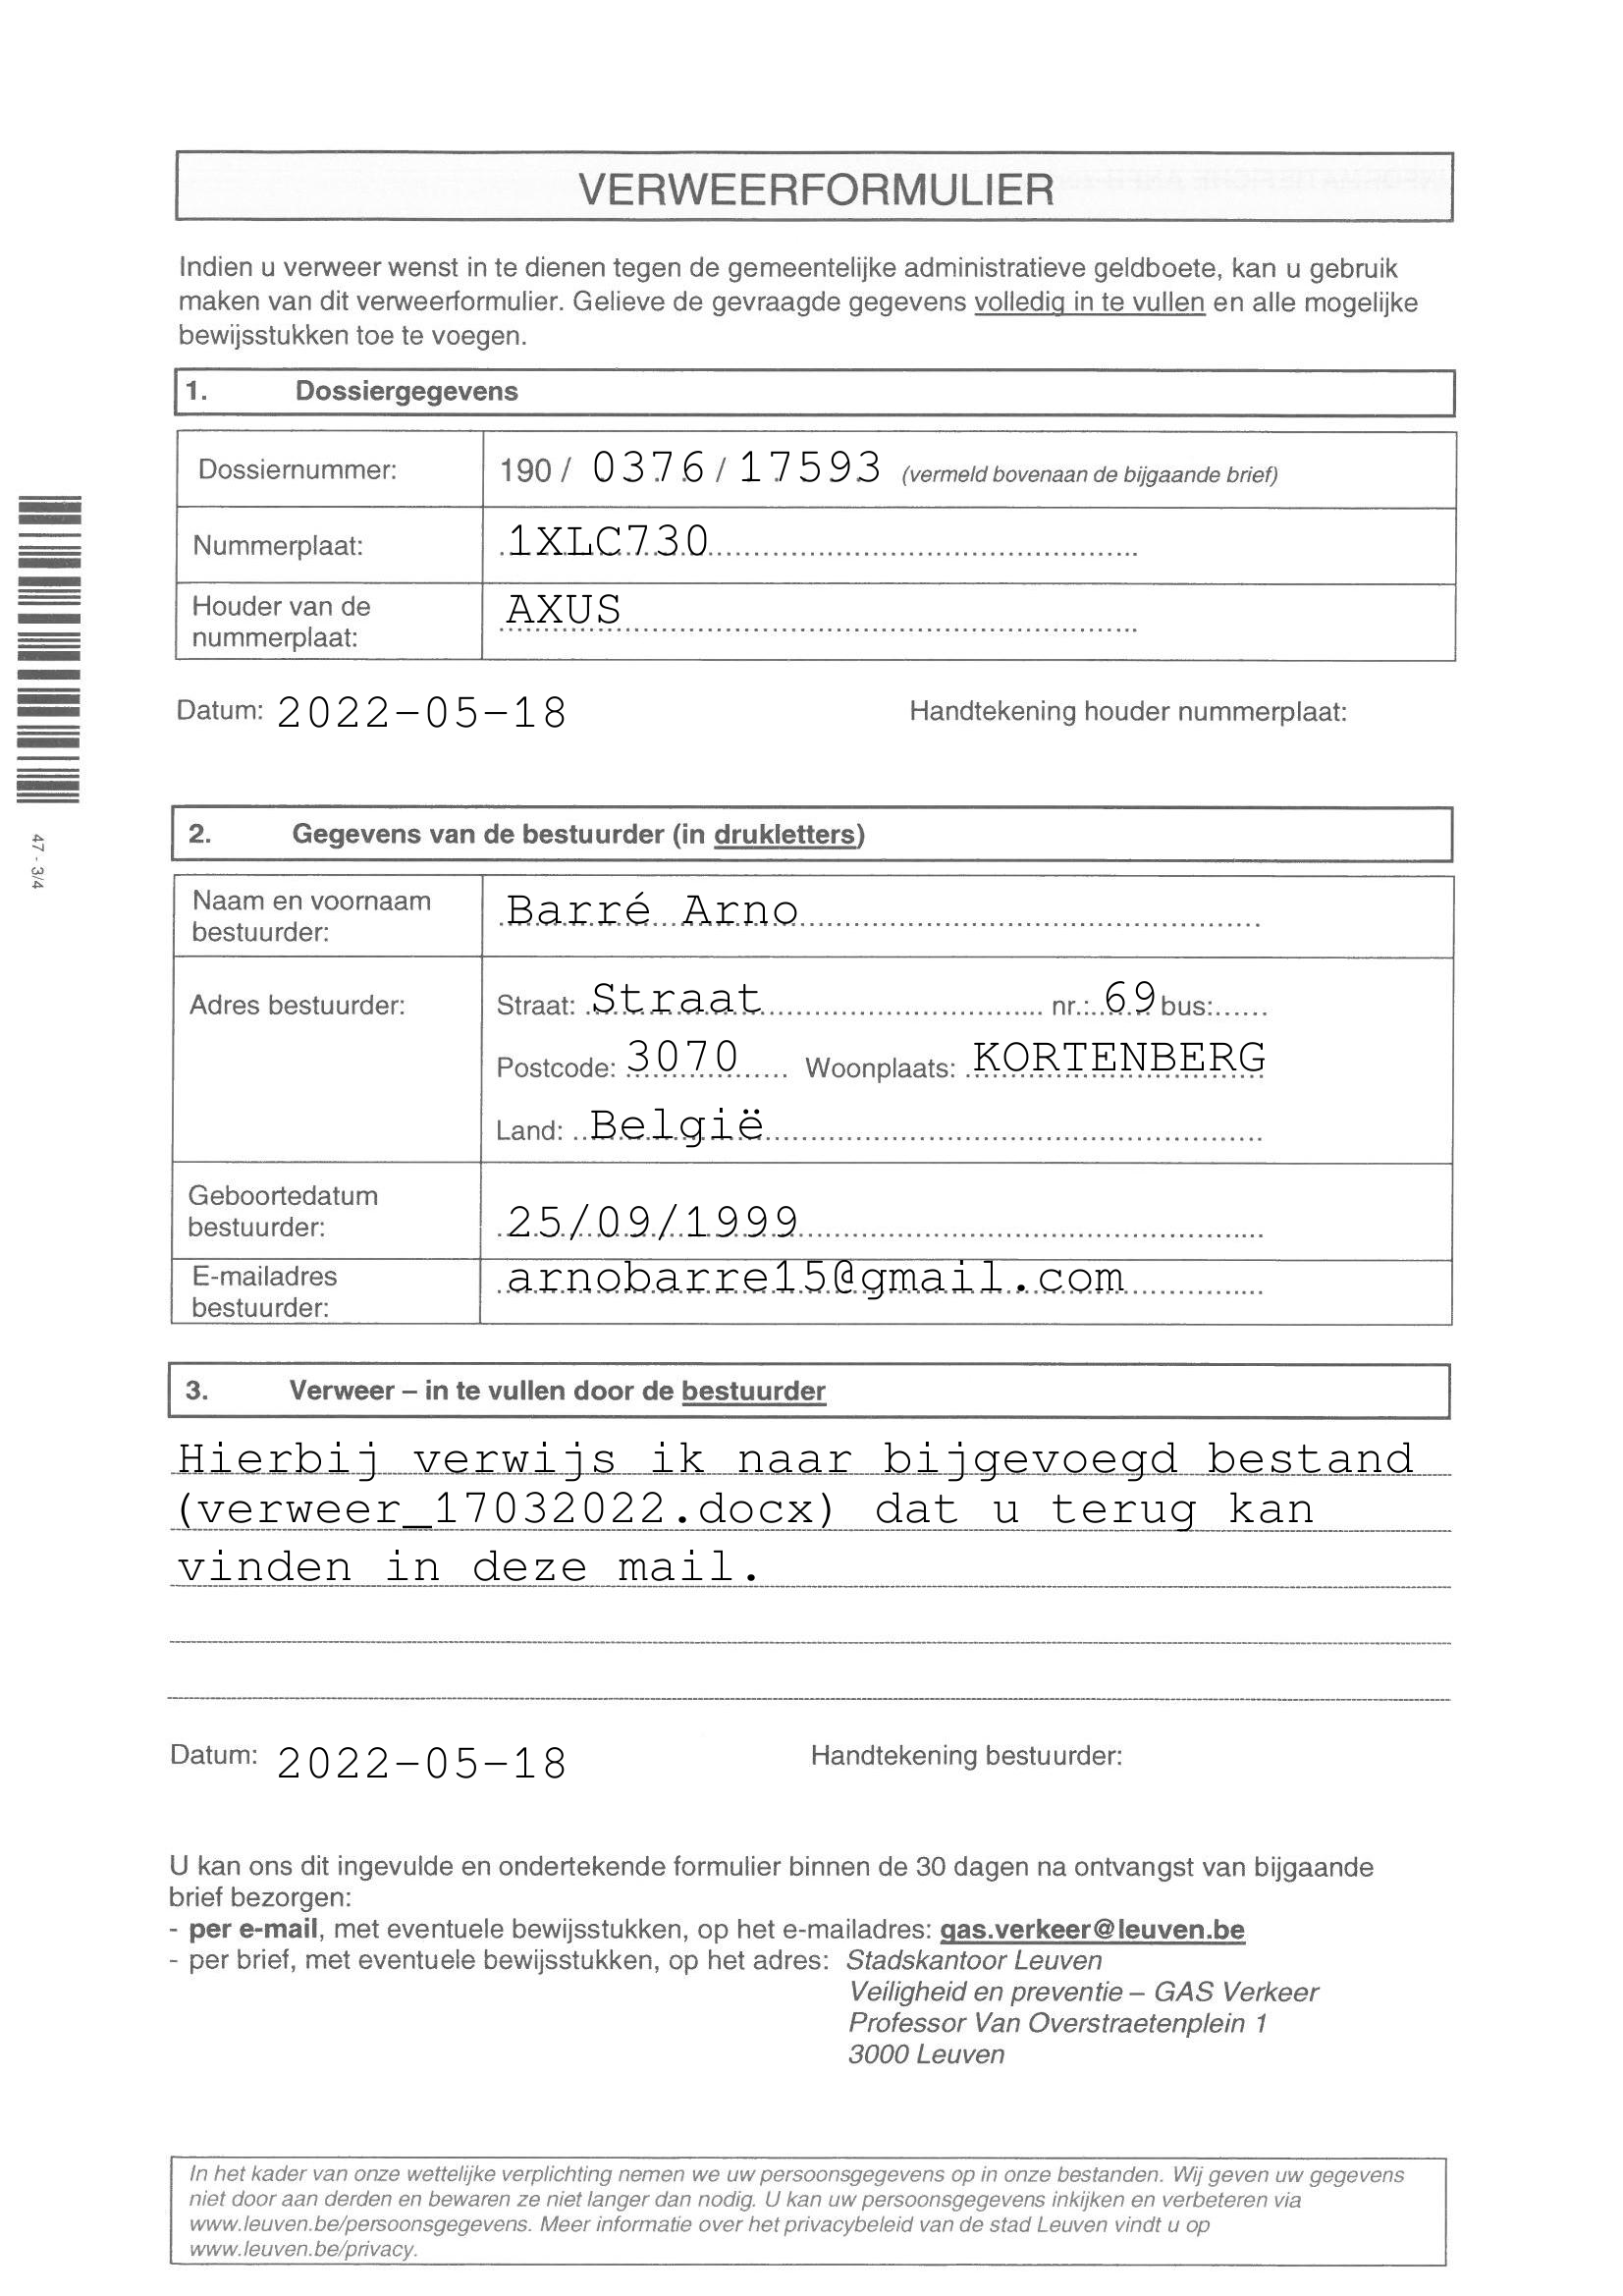 VERWEERFORMULIER
Indien u verweer wenst in te dienen tegen de gemeentelijke administratieve geldboete, kan u gebruik
maken van dit verweerformulier. Gelieve de gevraagde gegevens volledig in te vullen en alle mogelijke
bewijsstukken toe te voegen.
1. Dossiergegevens
Dossiernummer: 190 / 0376 / 17593 (vermeld bovenaan de bijgaande brief)
Nummerplaat: 1XLC730
Houder van de
nummerplaat: AXUS
Datum: 2022-05-18 Handtekening houder nummerplaat:
47 - 3/4
2. Gegevens van de bestuurder (in drukletters)
Naam en voornaam
bestuurder: Barré Arno
Adres bestuurder: Straat: Straat nr.: 69 bus:
Postcode: 3070 Woonplaats: KORTENBERG
Land: België
Geboortedatum
bestuurder: 25/09/1999
E-mailadres
bestuurder: arnobarre15@gmail.com
3. Verweer – in te vullen door de bestuurder
Hierbij verwijs ik naar bijgevoegd bestand
(verweer_17032022.docx) dat u terug kan
vinden in deze mail.
Datum: 2022-05-18 Handtekening bestuurder:
U kan ons dit ingevulde en ondertekende formulier binnen de 30 dagen na ontvangst van bijgaande
brief bezorgen:
- per e-mail, met eventuele bewijsstukken, op het e-mailadres: gas.verkeer@leuven.be
- per brief, met eventuele bewijsstukken, op het adres: Stadskantoor Leuven
Veiligheid en preventie – GAS Verkeer
Professor Van Overstraetenplein 1
3000 Leuven
In het kader van onze wettelijke verplichting nemen we uw persoonsgegevens op in onze bestanden. Wij geven uw gegevens
niet door aan derden en bewaren ze niet langer dan nodig. U kan uw persoonsgegevens inkijken en verbeteren via
www.leuven.be/persoonsgegevens. Meer informatie over het privacybeleid van de stad Leuven vindt u op
www.leuven.be/privacy.